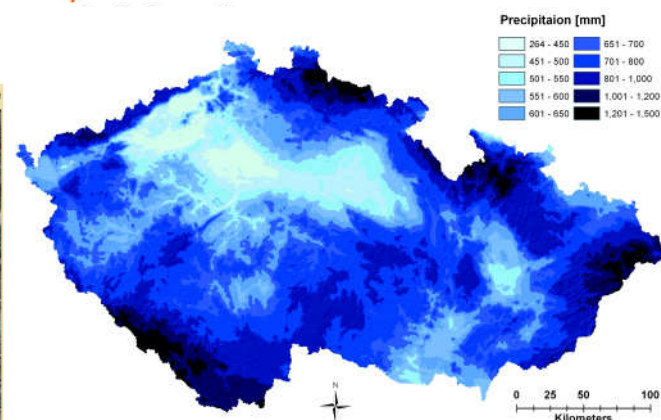 Precipitaion [mm]
264 - 450
451 - 500
501 - 550
551 - 600
601 - 650
651 - 700
701 - 800
801 - 1,000
1,001 - 1,200
1,201 - 1,500
N
0 25 50 100
Kilometers